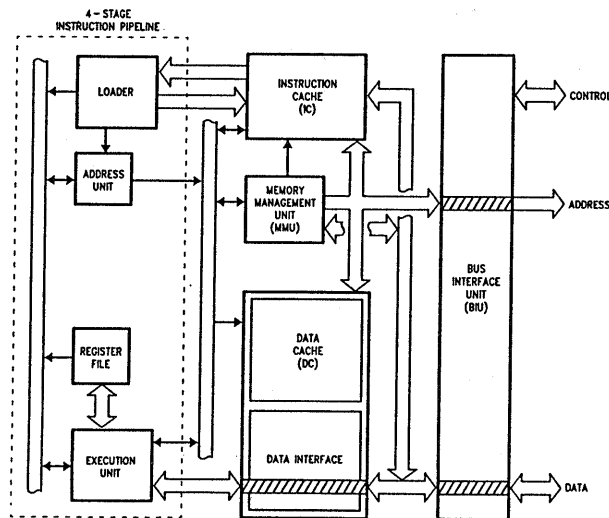 4-STAGE
INSTRUCTION PIPELINE
LOADER
INSTRUCTION
CACHE
(IC)
CONTROL
ADDRESS
UNIT
MEMORY
MANAGEMENT
UNIT
(MMU)
ADDRESS
BUS
INTERFACE
UNIT
(BIU)
REGISTER
FILE
DATA
CACHE
(DC)
EXECUTION
UNIT
DATA INTERFACE
DATA